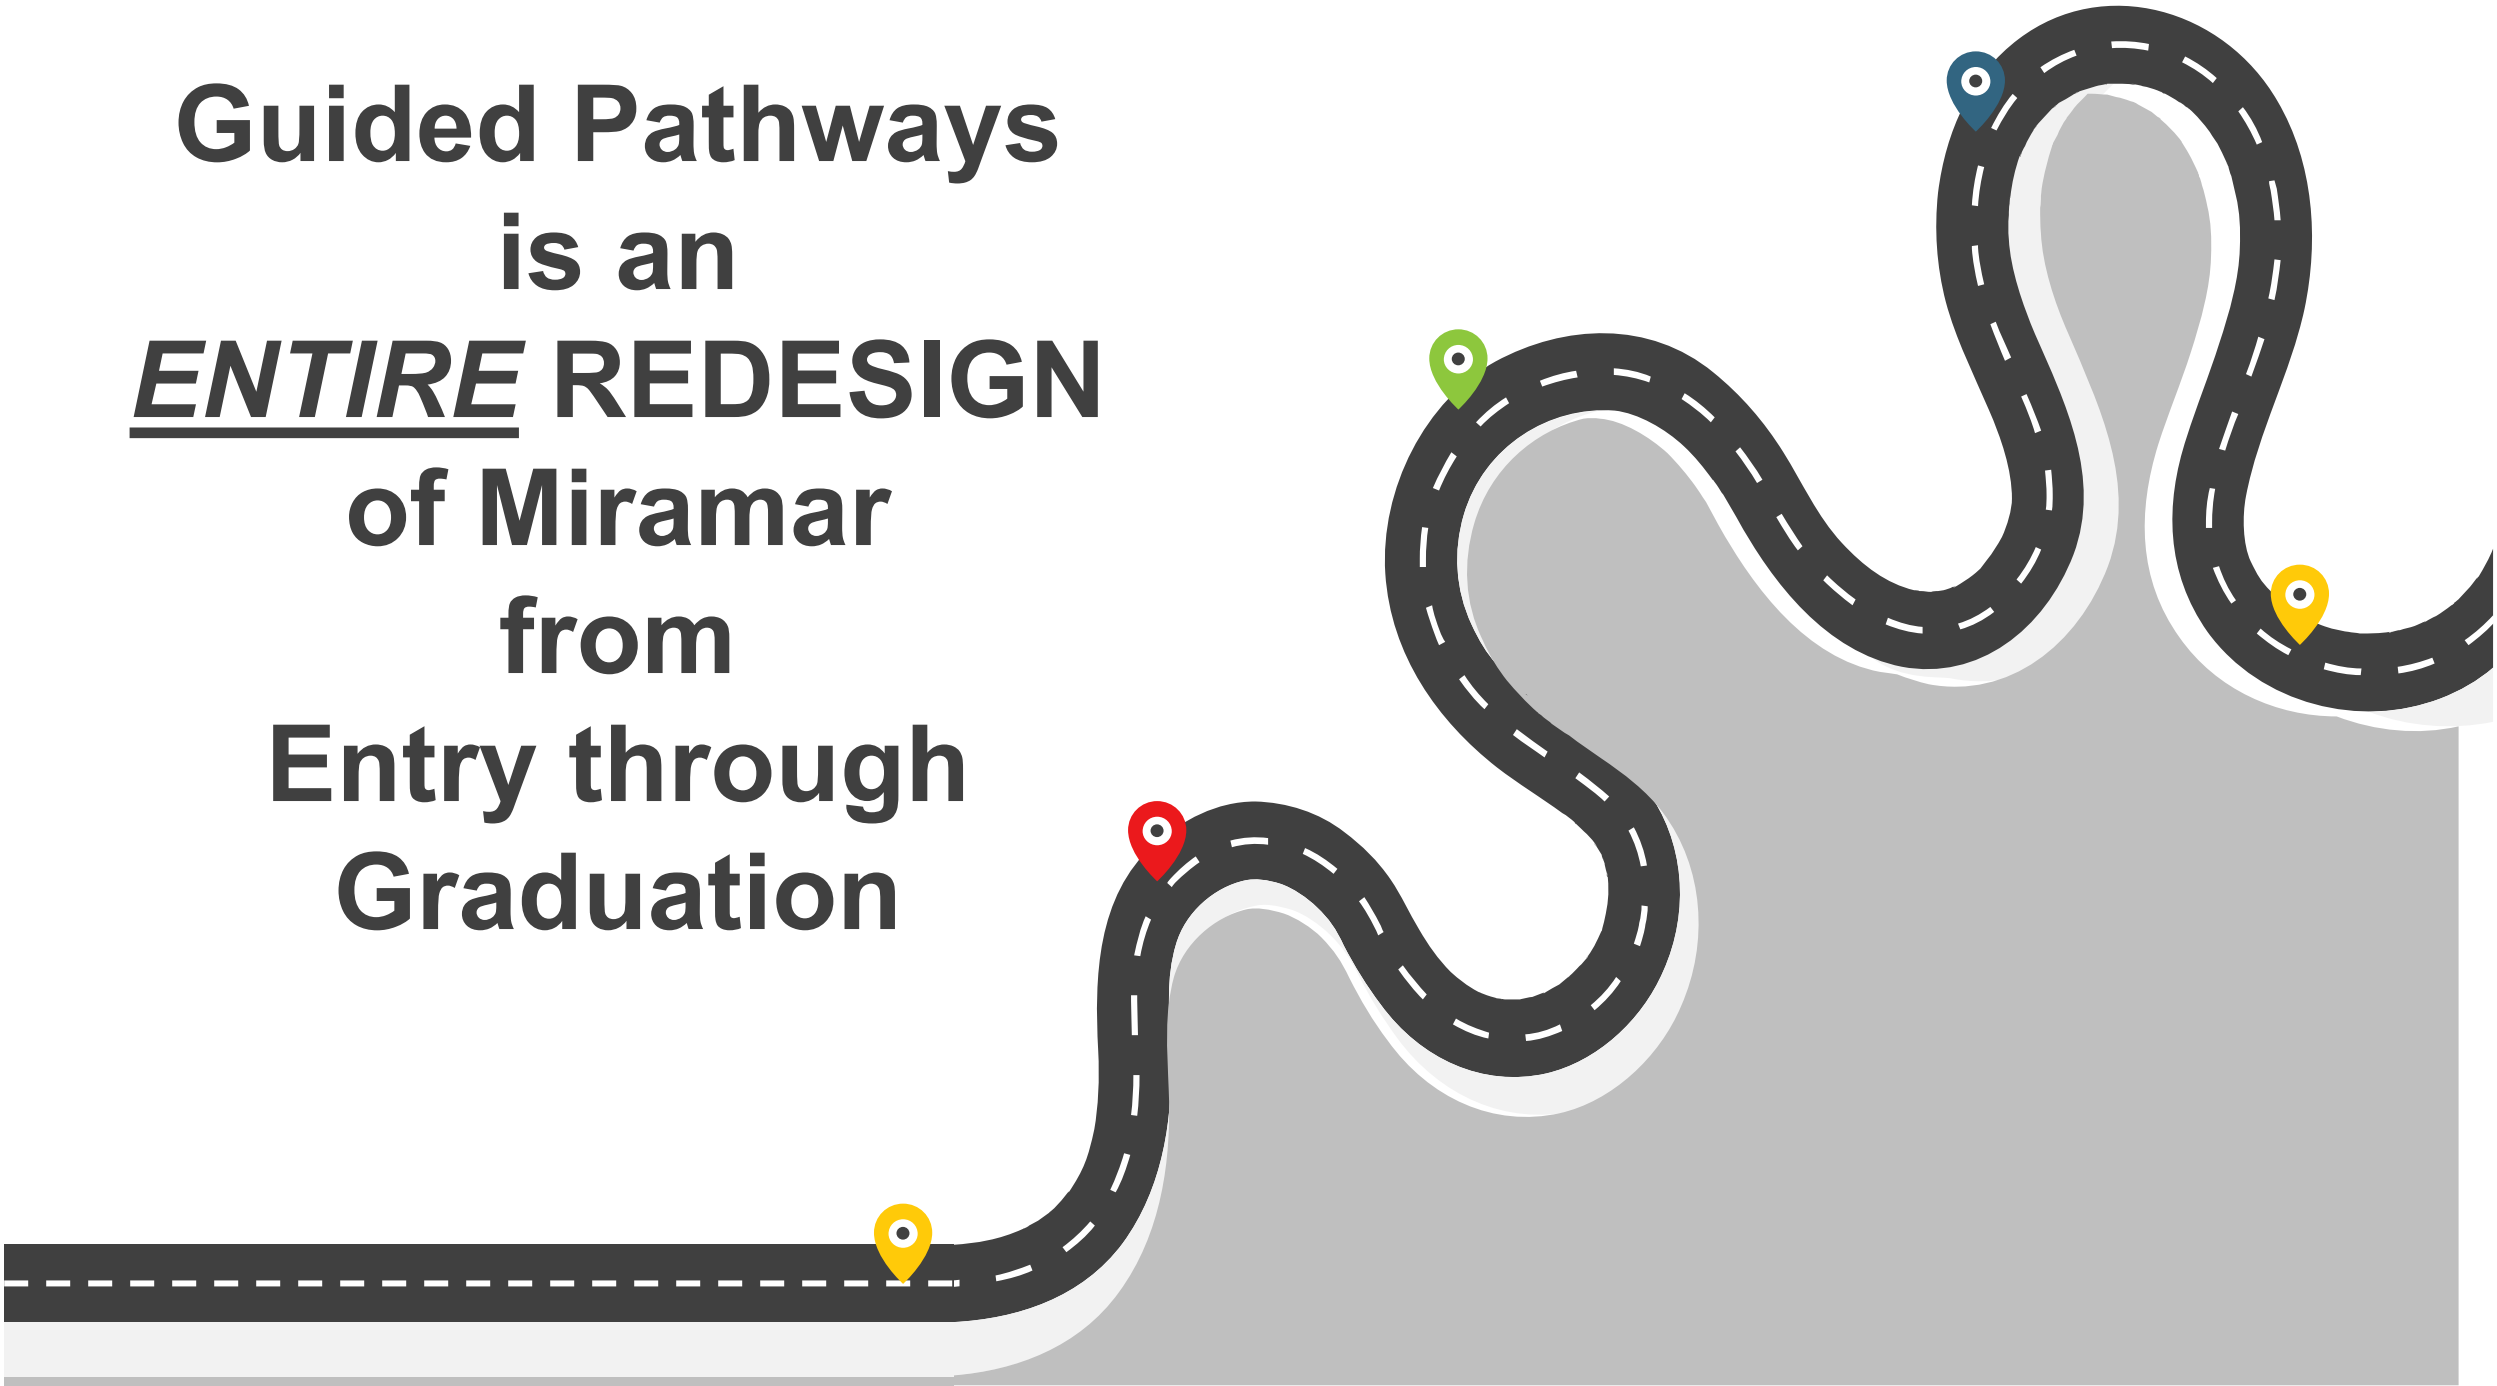 Guided Pathways
is an
ENTIRE REDESIGN
of Miramar
from
Entry through
Graduation